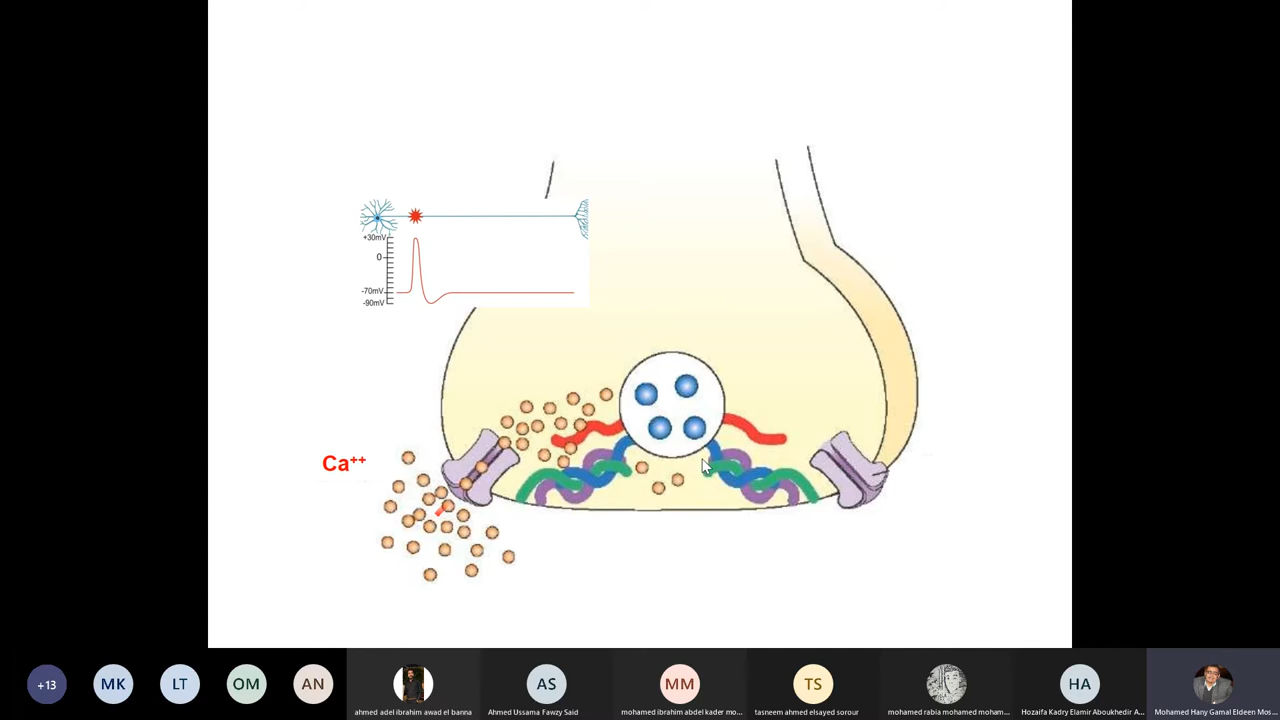 +30mV
0
-70mV
-90mV
Ca++
+13
MK
LT
OM
AN
AS
MM
TS
HA
ahmed adel ibrahim awad el banna
Ahmed Ussama Fawzy Said
mohamed ibrahim abdel kader mo...
tasneem ahmed elsayed sorour
mohamed rabia mohamed moham...
Hozaifa Kadry Elamir Aboukhedir A...
Mohamed Hany Gamal Eldeen Mos...